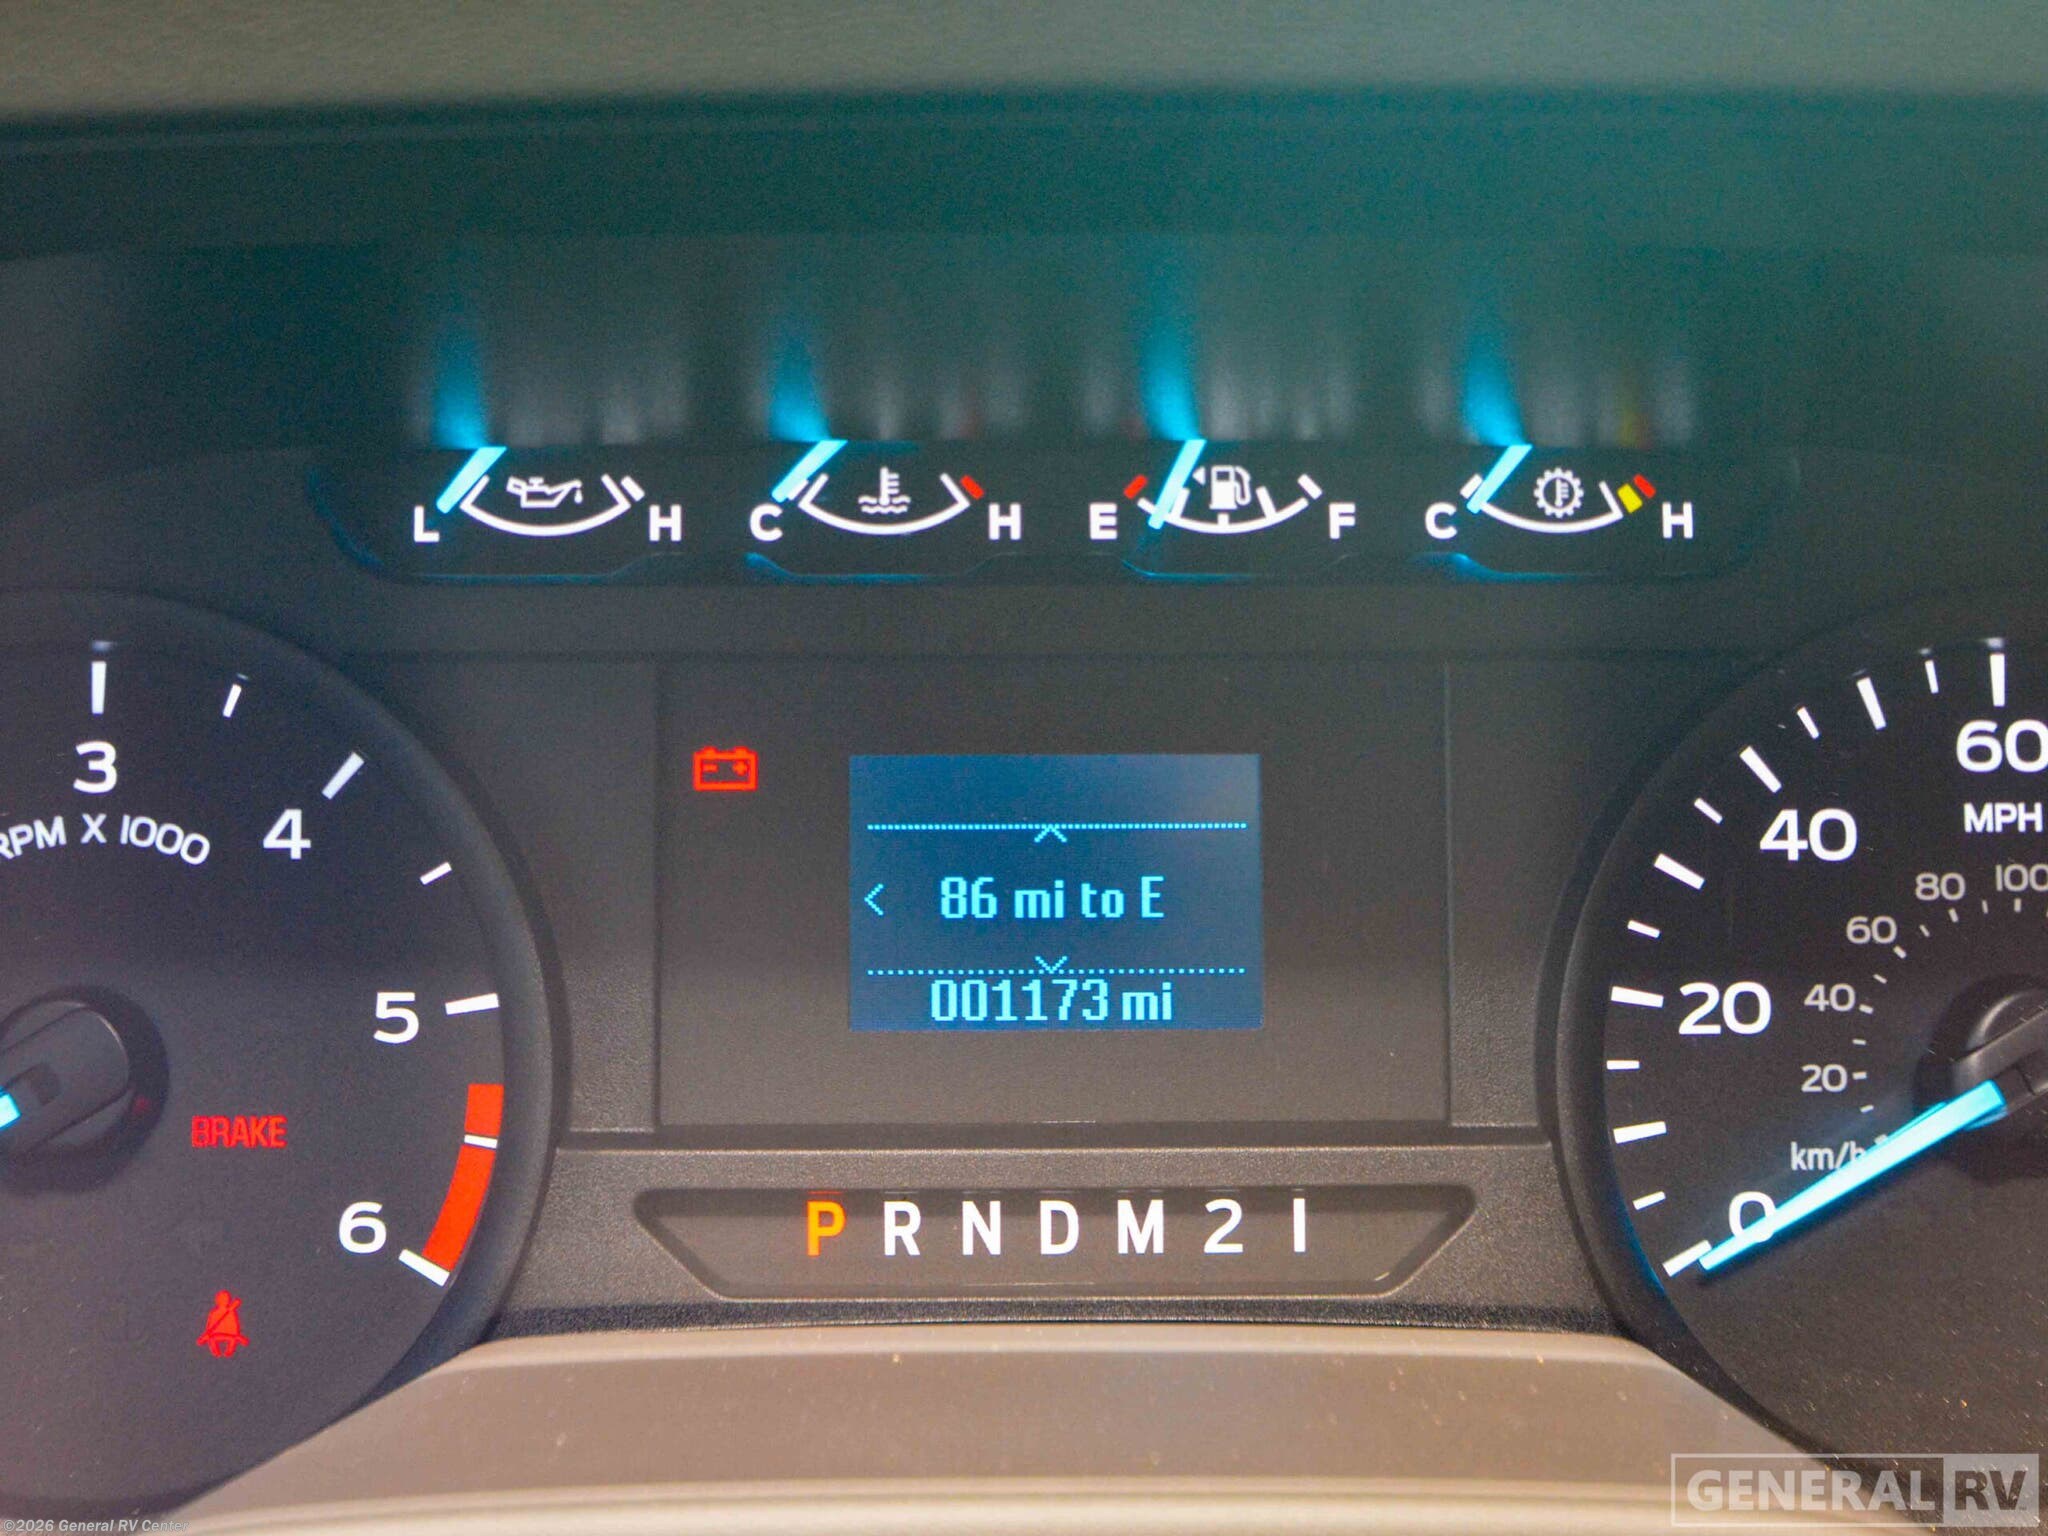 L H C H E F C H
3
4
RPM X 1000
5
6
BRAKE
86 mi to E
001173 mi
P R N D M 2 1
60
MPH
40
20
0
100
80
60
40
20
km/h
GENERAL RV
©2026 General RV Center